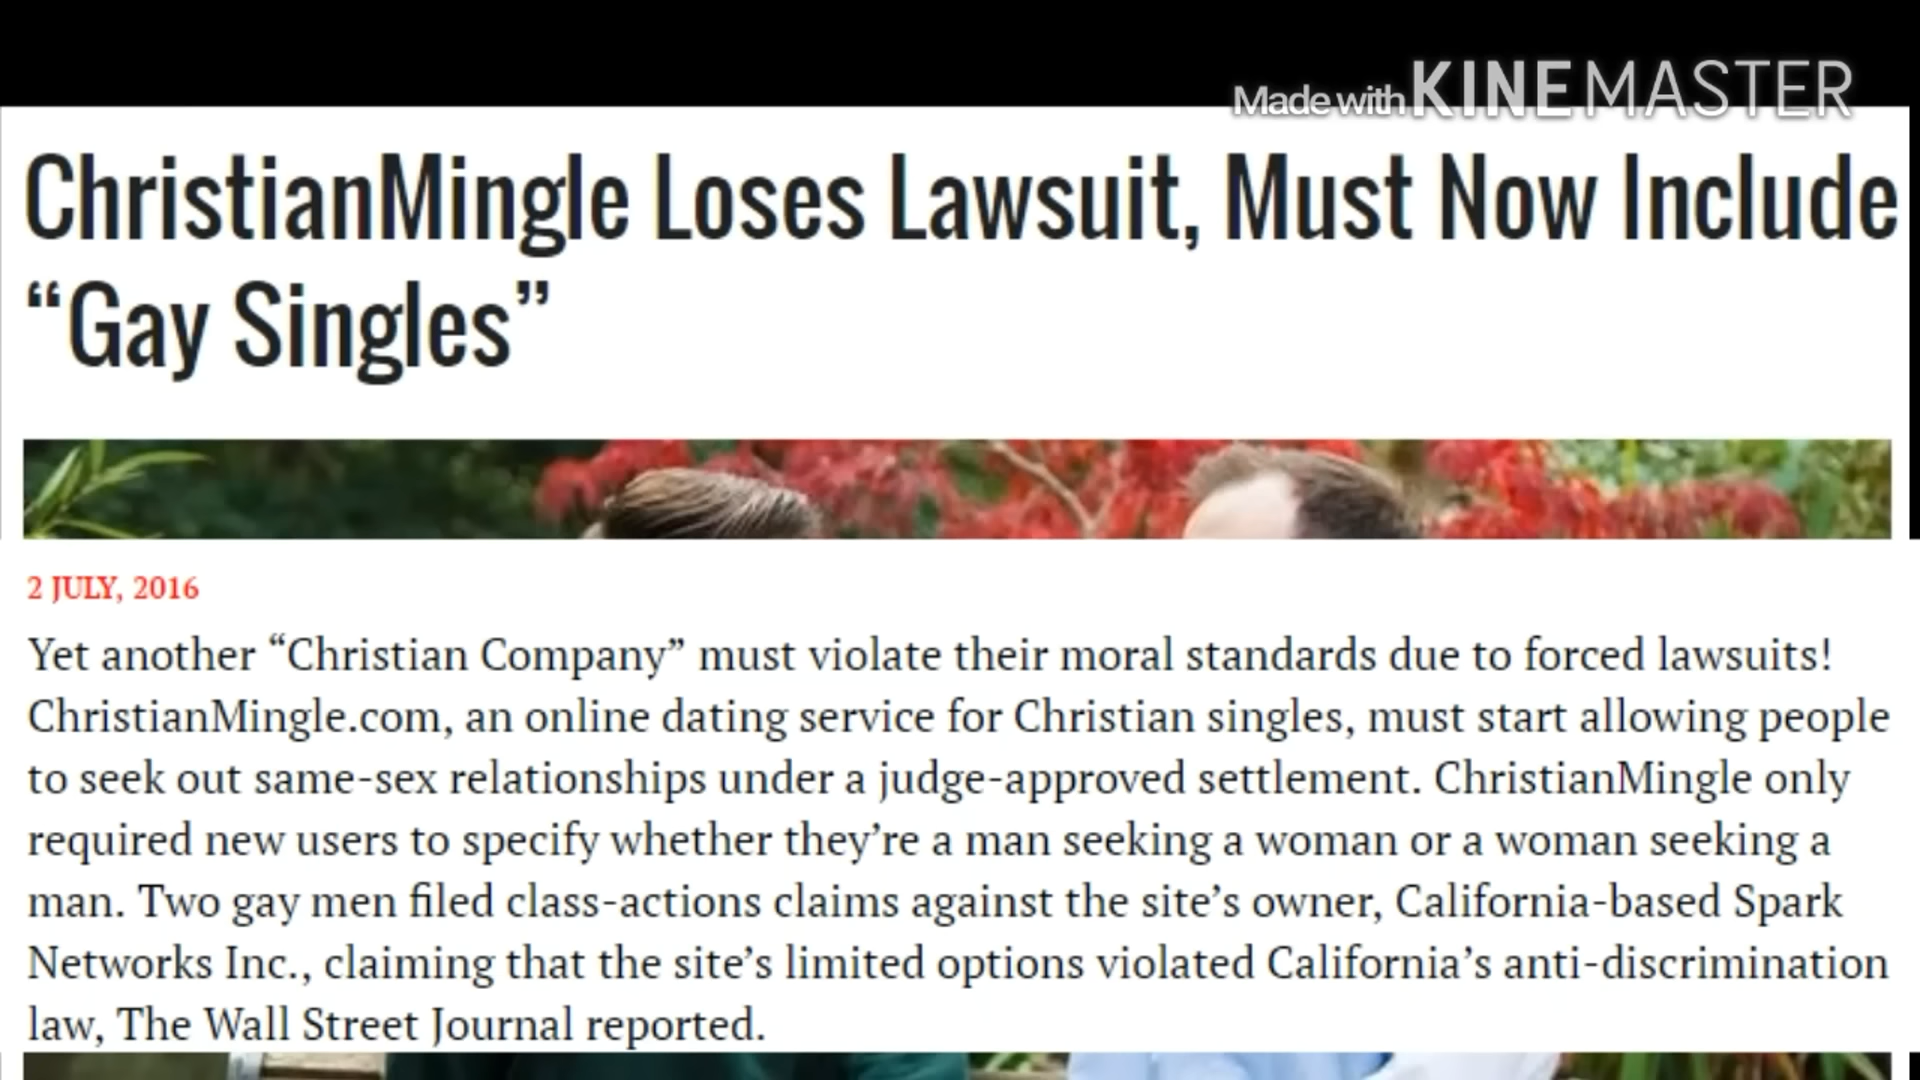 Made with KINEMASTER
ChristianMingle Loses Lawsuit, Must Now Include
“Gay Singles”
2 JULY, 2016
Yet another “Christian Company” must violate their moral standards due to forced lawsuits!
ChristianMingle.com, an online dating service for Christian singles, must start allowing people
to seek out same-sex relationships under a judge-approved settlement. ChristianMingle only
required new users to specify whether they’re a man seeking a woman or a woman seeking a
man. Two gay men filed class-actions claims against the site’s owner, California-based Spark
Networks Inc., claiming that the site’s limited options violated California’s anti-discrimination
law, The Wall Street Journal reported.